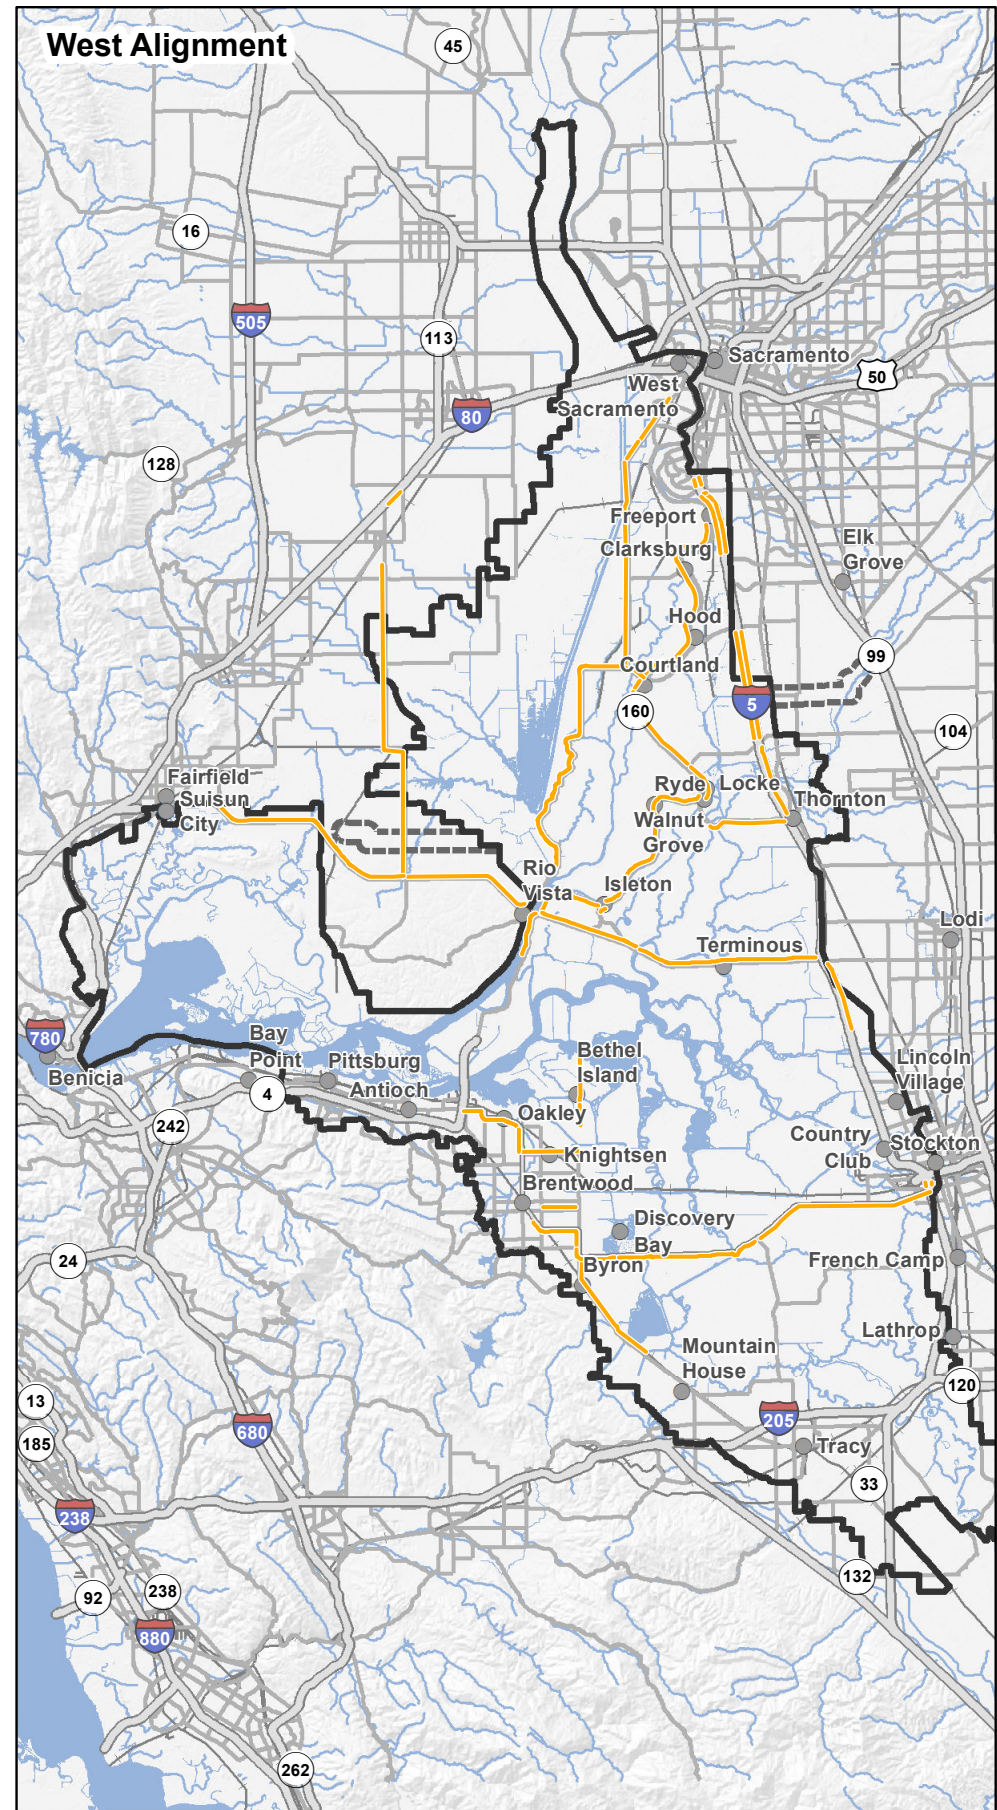 West Alignment
45
16
505
113
Sacramento
West
Sacramento
50
80
128
Freeport
Clarksburg
Elk
Grove
Hood
Courtland
99
160
5
104
Fairfield
Suisun
City
Ryde
Locke
Walnut
Grove
Thornton
Rio
Vista
Isleton
Lodi
Terminous
780
Benicia
Bay
Point
4
Pittsburg
Antioch
Bethel
Island
Lincoln
Village
242
Oakley
Country
Club
Stockton
Knightsen
Brentwood
Discovery
Bay
24
Byron
French Camp
Lathrop
Mountain
House
120
13
185
680
205
Tracy
33
238
132
92
238
880
262